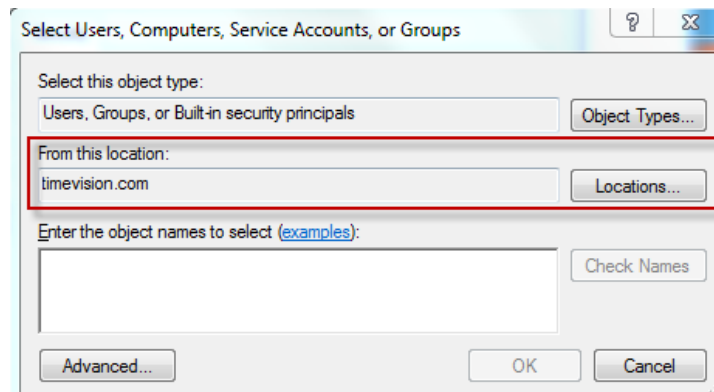 Select Users, Computers, Service Accounts, or Groups
Select this object type:
Users, Groups, or Built-in security principals
Object Types...
From this location:
timevision.com
Locations...
Enter the object names to select (examples):
Check Names
Advanced...
OK
Cancel